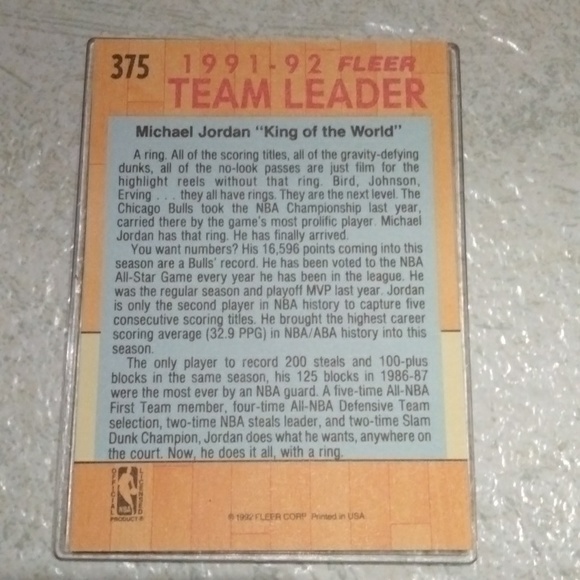 375
1991-92 FLEER
TEAM LEADER
Michael Jordan "King of the World"
A ring. All of the scoring titles, all of the gravity-defying
dunks, all of the no-look passes are just film for the
highlight reels without that ring. Bird, Johnson,
Erving . . . they all have rings. They are the next level. The
Chicago Bulls took the NBA Championship last year,
carried there by the game's most prolific player. Michael
Jordan has that ring. He has finally arrived.
You want numbers? His 16,596 points coming into this
season are a Bulls' record. He has been voted to the NBA
All-Star Game every year he has been in the league. He
was the regular season and playoff MVP last year. Jordan
is only the second player in NBA history to capture five
consecutive scoring titles. He brought the highest career
scoring average (32.9 PPG) in NBA/ABA history into this
season.
The only player to record 200 steals and 100-plus
blocks in the same season, his 125 blocks in 1986-87
were the most ever by an NBA guard. A five-time All-NBA
First Team member, four-time All-NBA Defensive Team
selection, two-time NBA steals leader, and two-time Slam
Dunk Champion, Jordan does what he wants, anywhere on
the court. Now, he does it all, with a ring.
OFFICIAL
NBA
LICENSED
PRODUCT ®
© 1992 FLEER CORP. Printed in USA